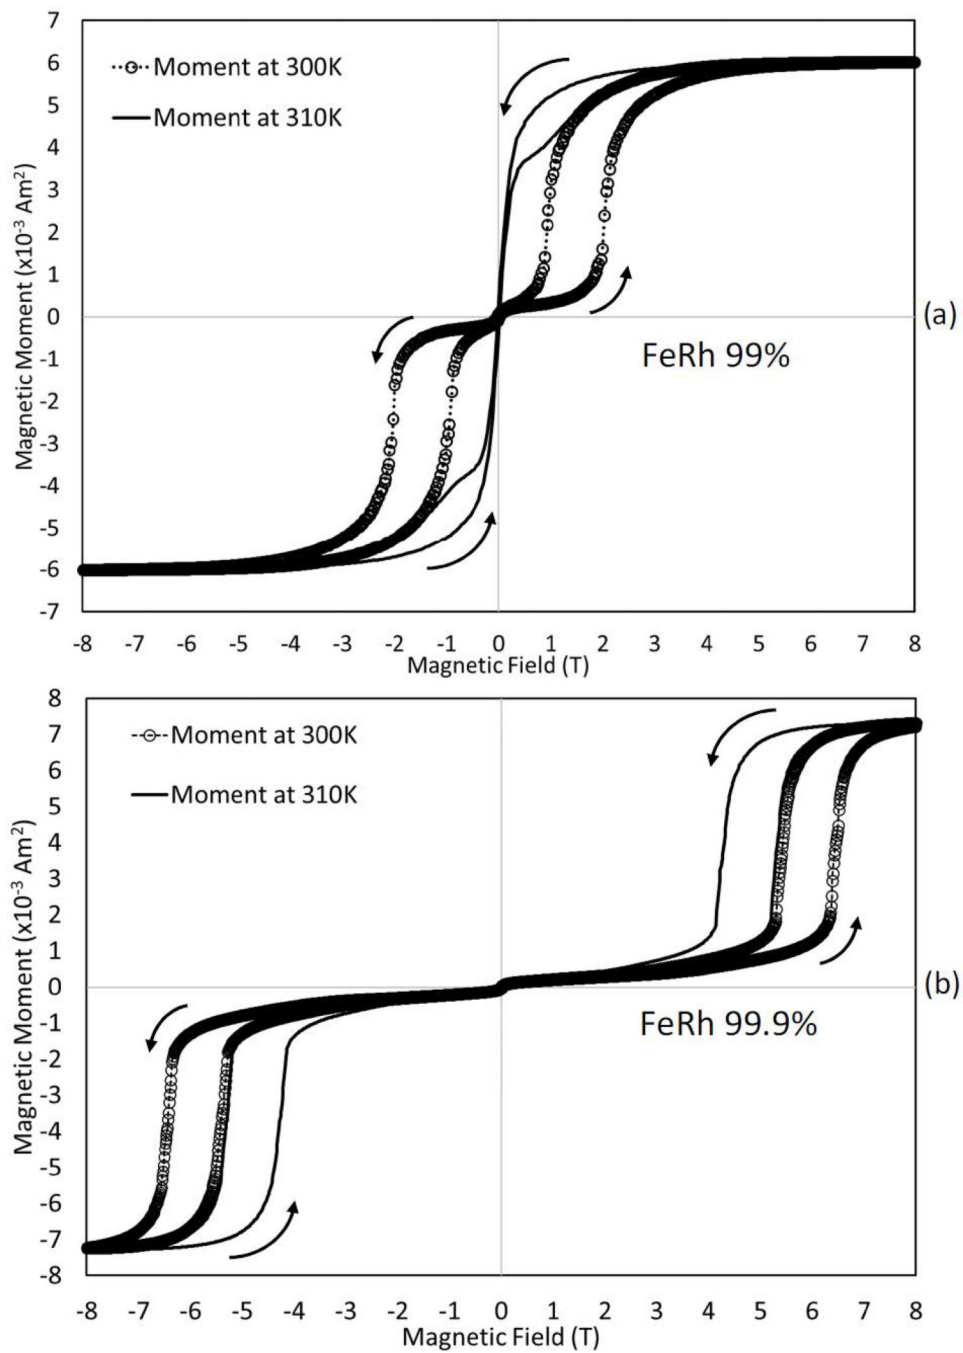 7
6
5
4
3
2
1
0
-1
-2
-3
-4
-5
-6
-7
Magnetic Moment (x10⁻³ Am²)
Moment at 300K
Moment at 310K
FeRh 99%
(a)
-8 -7 -6 -5 -4 -3 -2 -1 0 1 2 3 4 5 6 7 8
Magnetic Field (T)
8
7
6
5
4
3
2
1
0
-1
-2
-3
-4
-5
-6
-7
-8
Magnetic Moment (x10⁻³ Am²)
Moment at 300K
Moment at 310K
FeRh 99.9%
(b)
-8 -7 -6 -5 -4 -3 -2 -1 0 1 2 3 4 5 6 7 8
Magnetic Field (T)